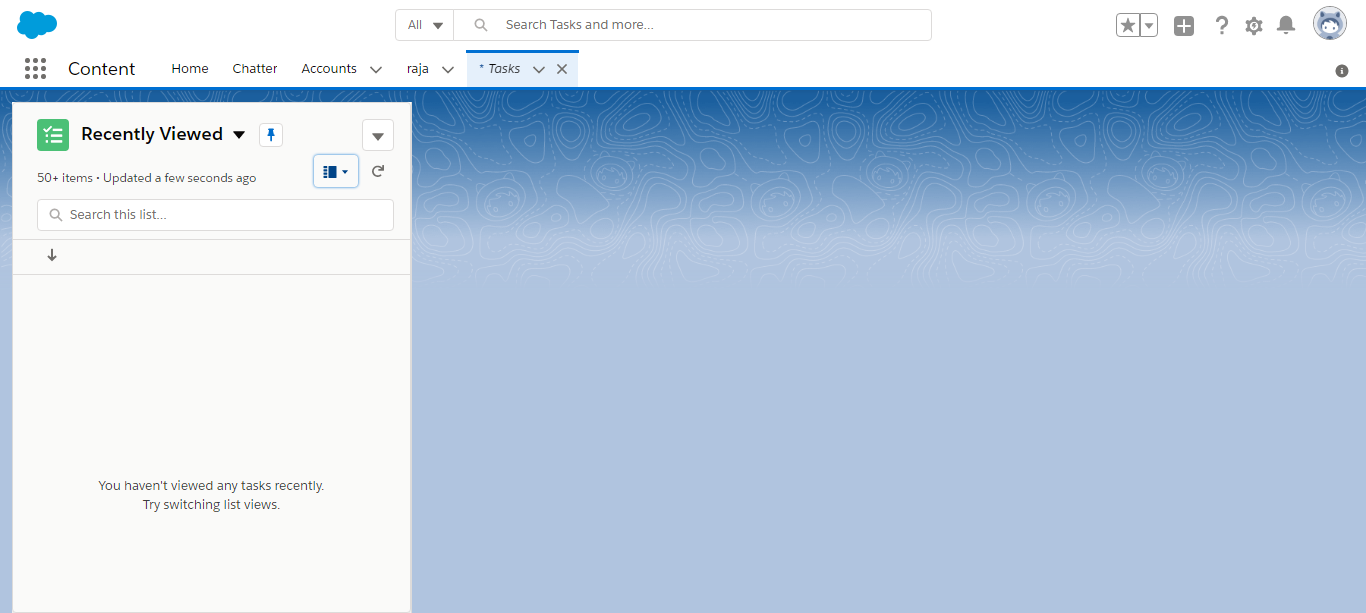 All
Search Tasks and more...
Content
Home
Chatter
Accounts
raja
* Tasks
Recently Viewed
50+ items • Updated a few seconds ago
Search this list...
You haven't viewed any tasks recently.
Try switching list views.